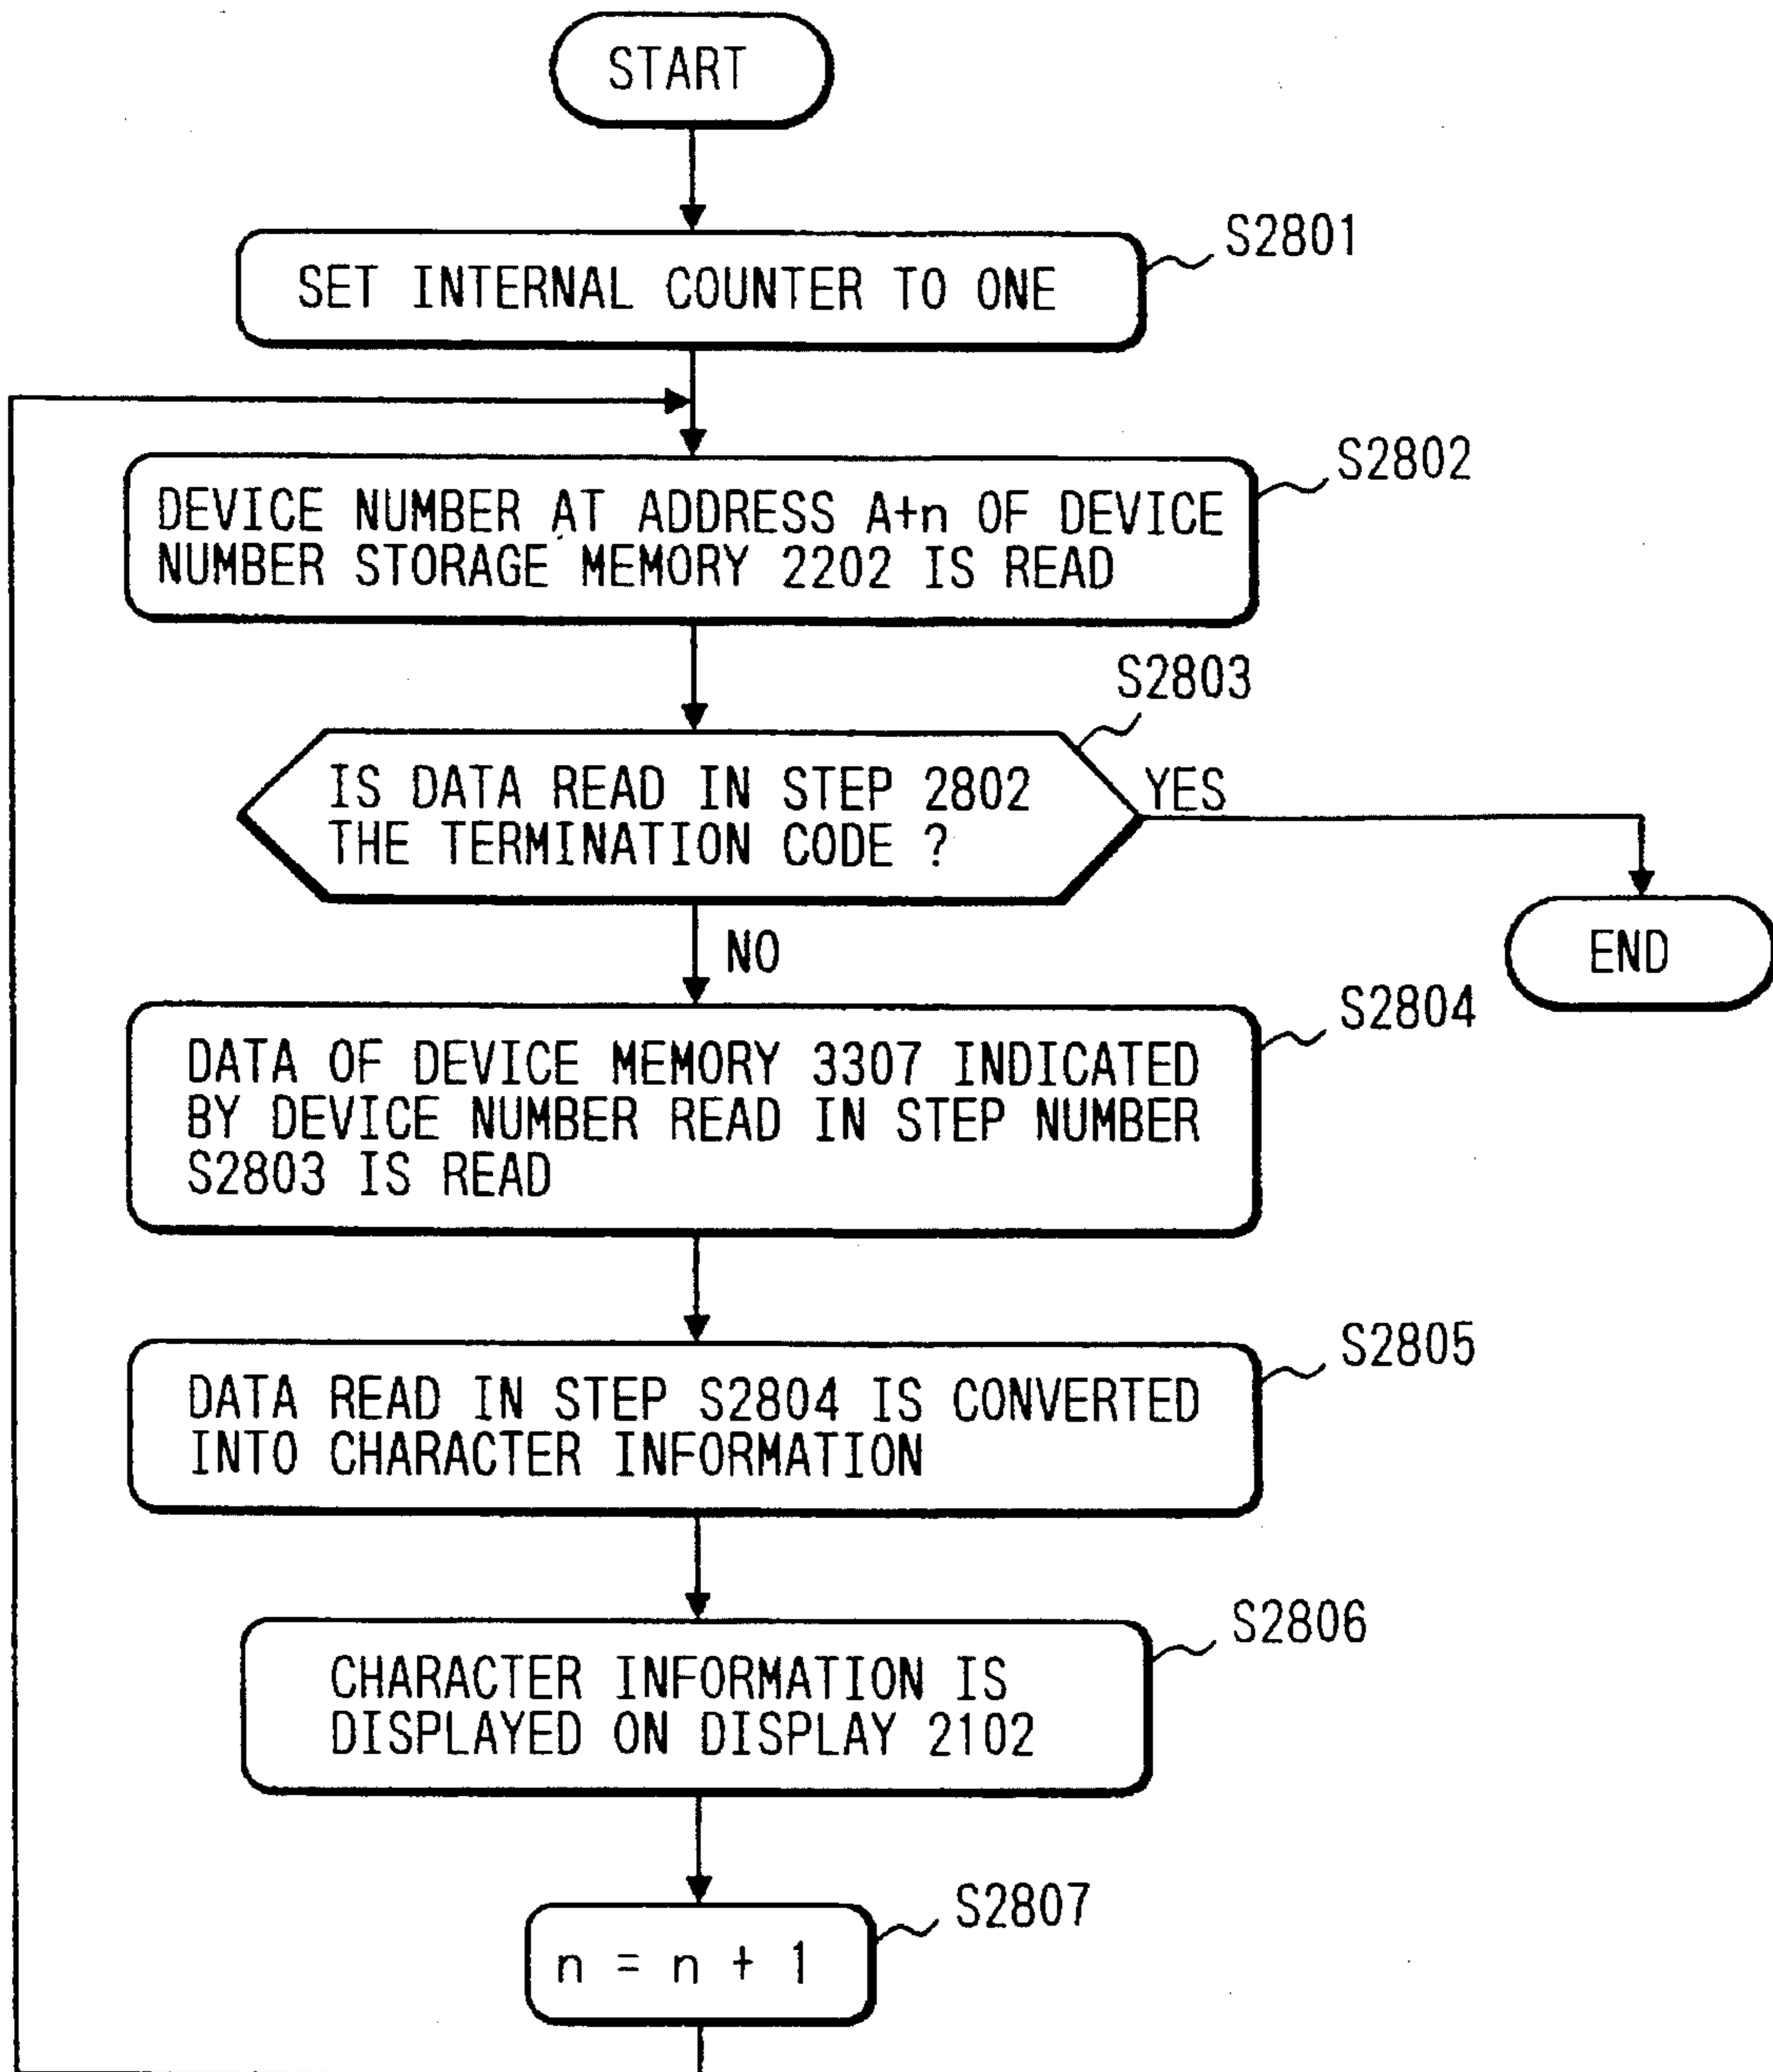 START
S2801
SET INTERNAL COUNTER TO ONE
S2802
DEVICE NUMBER AT ADDRESS A+n OF DEVICE
NUMBER STORAGE MEMORY 2202 IS READ
S2803
IS DATA READ IN STEP 2802
THE TERMINATION CODE ?
YES
END
NO
S2804
DATA OF DEVICE MEMORY 3307 INDICATED
BY DEVICE NUMBER READ IN STEP NUMBER
S2803 IS READ
S2805
DATA READ IN STEP S2804 IS CONVERTED
INTO CHARACTER INFORMATION
S2806
CHARACTER INFORMATION IS
DISPLAYED ON DISPLAY 2102
S2807
n = n + 1